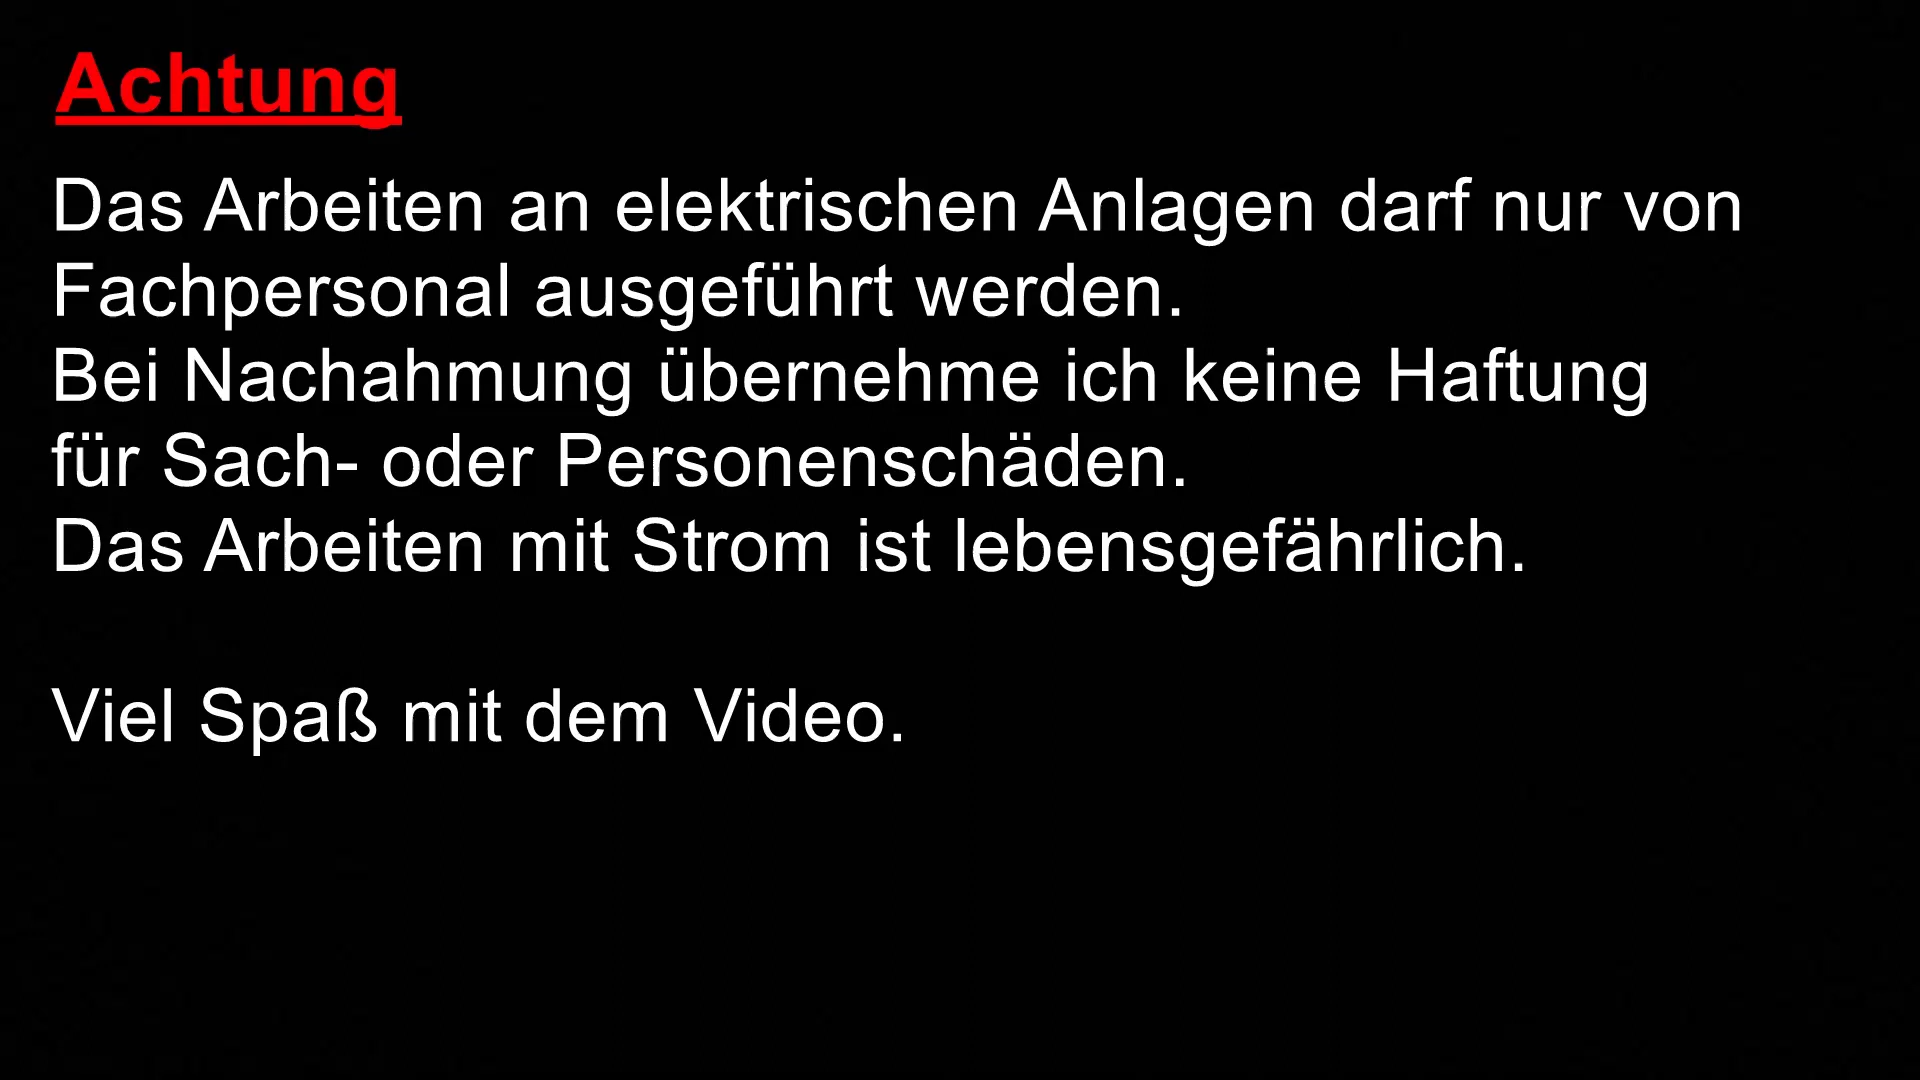 Achtung
Das Arbeiten an elektrischen Anlagen darf nur von
Fachpersonal ausgeführt werden.
Bei Nachahmung übernehme ich keine Haftung
für Sach- oder Personenschäden.
Das Arbeiten mit Strom ist lebensgefährlich.
Viel Spaß mit dem Video.